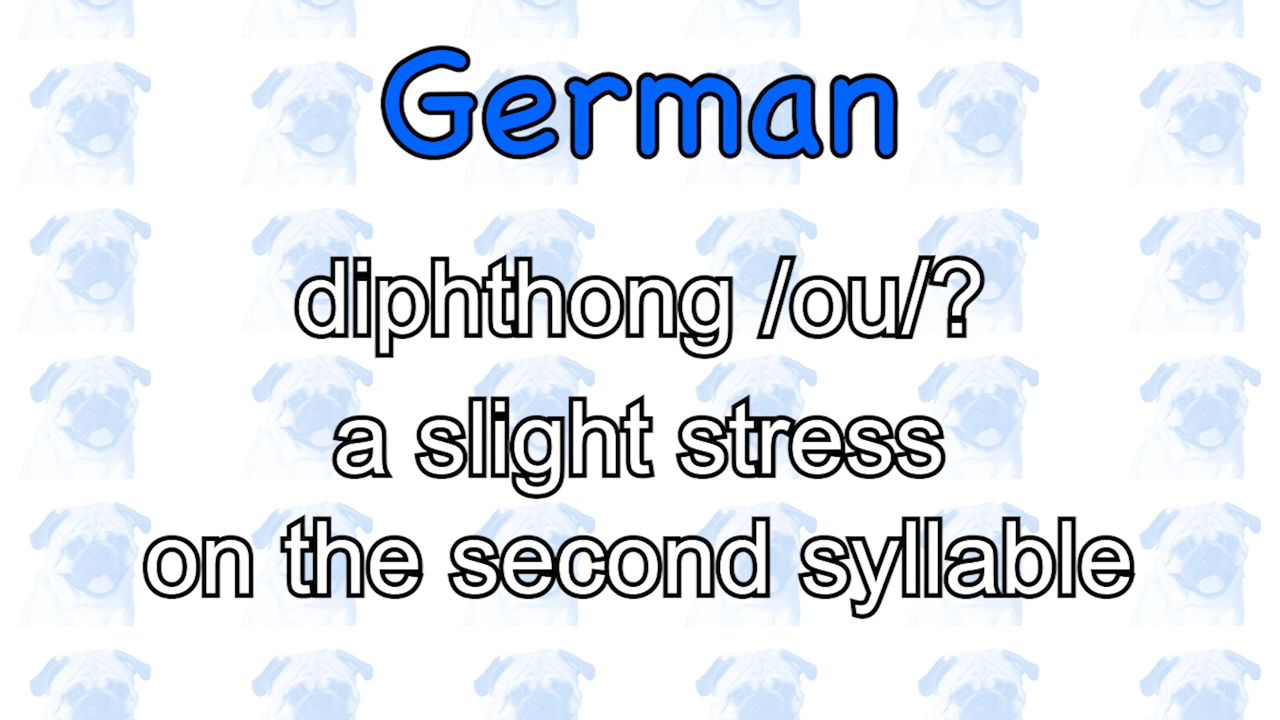 German
diphthong /ou/?
a slight stress
on the second syllable